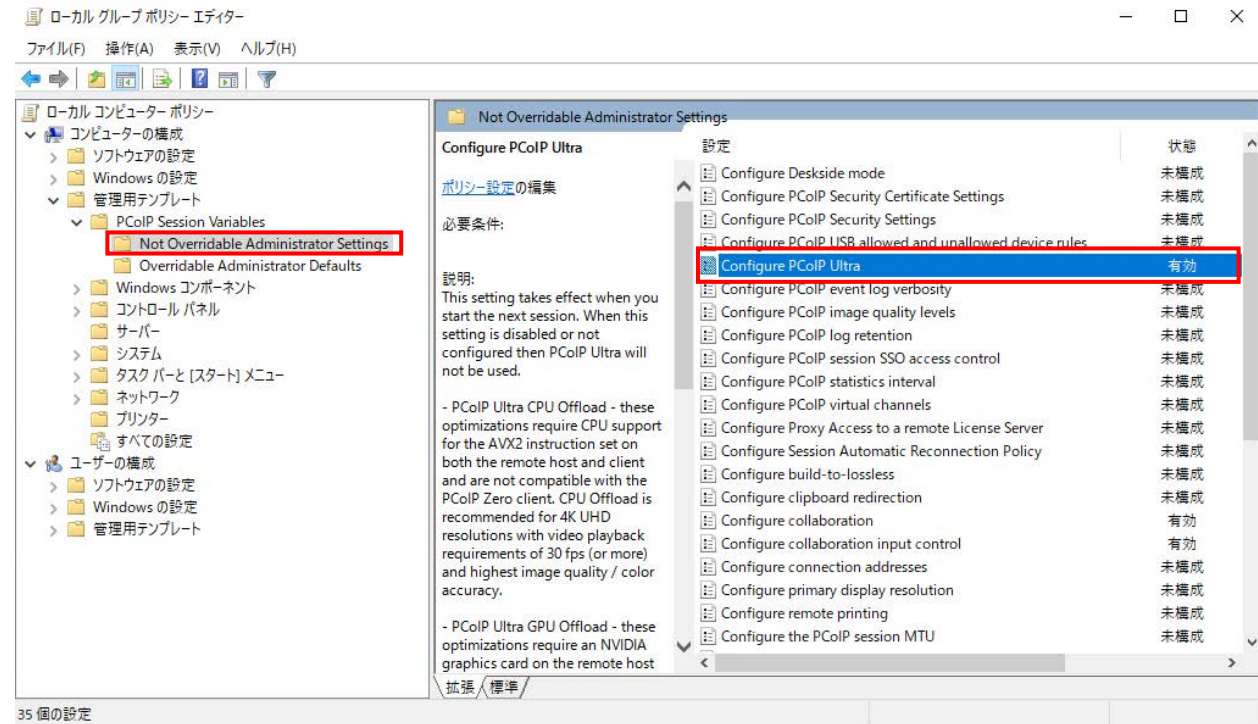 ローカル グループ ポリシー エディター
ファイル(F) 操作(A) 表示(V) ヘルプ(H)
ローカル コンピューター ポリシー
コンピューターの構成
ソフトウェアの設定
Windows の設定
管理用テンプレート
PCoIP Session Variables
Not Overridable Administrator Settings
Overridable Administrator Defaults
Windows コンポーネント
コントロール パネル
サーバー
システム
タスク バーと [スタート] メニュー
ネットワーク
プリンター
すべての設定
ユーザーの構成
ソフトウェアの設定
Windows の設定
管理用テンプレート
Not Overridable Administrator Settings
Configure PCoIP Ultra
ポリシー設定の編集
必要条件:
説明:
This setting takes effect when you
start the next session. When this
setting is disabled or not
configured then PCoIP Ultra will
not be used.
- PCoIP Ultra CPU Offload - these
optimizations require CPU support
for the AVX2 instruction set on
both the remote host and client
and are not compatible with the
PCoIP Zero client. CPU Offload is
recommended for 4K UHD
resolutions with video playback
requirements of 30 fps (or more)
and highest image quality / color
accuracy.
- PCoIP Ultra GPU Offload - these
optimizations require an NVIDIA
graphics card on the remote host
設定 状態
Configure Deskside mode 未構成
Configure PCoIP Security Certificate Settings 未構成
Configure PCoIP Security Settings 未構成
Configure PCoIP USB allowed and unallowed device rules 未構成
Configure PCoIP Ultra 有効
Configure PCoIP event log verbosity 未構成
Configure PCoIP image quality levels 未構成
Configure PCoIP log retention 未構成
Configure PCoIP session SSO access control 未構成
Configure PCoIP statistics interval 未構成
Configure PCoIP virtual channels 未構成
Configure Proxy Access to a remote License Server 未構成
Configure Session Automatic Reconnection Policy 未構成
Configure build-to-lossless 未構成
Configure clipboard redirection 未構成
Configure collaboration 有効
Configure collaboration input control 有効
Configure connection addresses 未構成
Configure primary display resolution 未構成
Configure remote printing 未構成
Configure the PCoIP session MTU 未構成
拡張 標準
35 個の設定